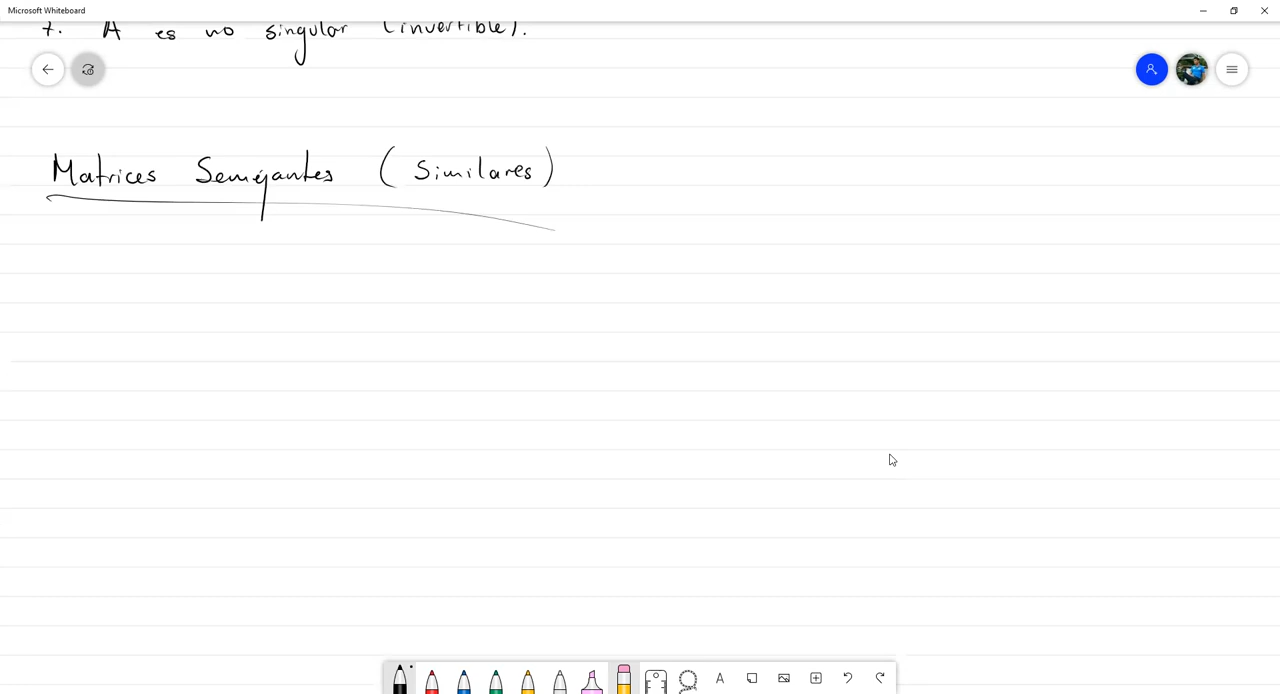 Microsoft Whiteboard
7. A es no singular (invertible).
Matrices Semejantes (Similares)
A